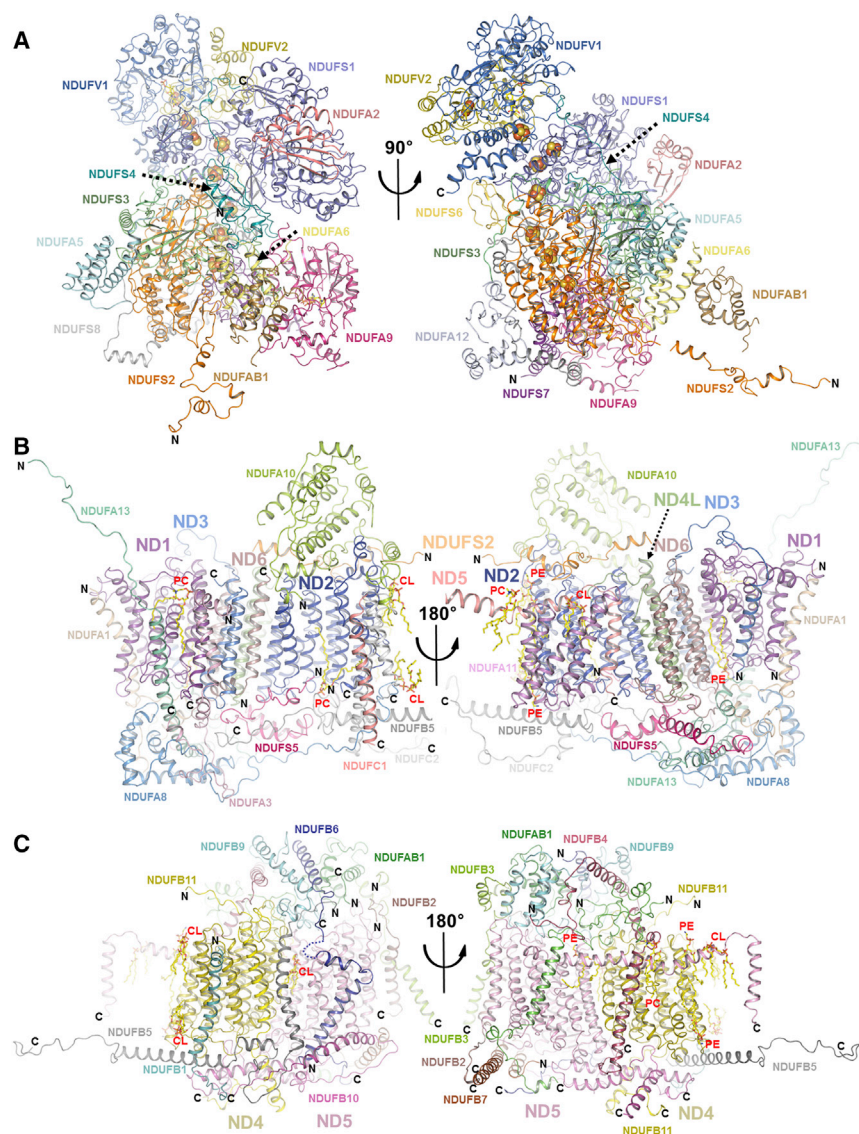 A
NDUFV2
NDUFV1
C
NDUFS1
NDUFA2
NDUFS4
N
NDUFS3
NDUFA5
NDUFA6
NDUFS8
NDUFA9
NDUFS2
NDUFAB1
N
90°
NDUFV1
NDUFV2
NDUFS1
NDUFS4
NDUFA2
C
NDUFS6
NDUFA5
NDUFA6
NDUFS3
NDUFAB1
NDUFA12
N
NDUFS7
NDUFA9
NDUFS2
N
B
N
NDUFA10
NDUFA13
ND3
ND1
ND6
NDUFS2
N
C
C
PC
C
ND2
CL
N
N
N
NDUFA1
C
N
N
PC
C
C
CL
C
NDUFS5
NDUFB5
C
NDUFC2
NDUFC1
NDUFA8
NDUFA3
180°
NDUFA13
NDUFA10
ND4L
ND3
ND6
ND1
N
ND5
ND2
PE
PC
CL
N
C
NDUFA1
NDUFA11
N
C
PE
PE
C
NDUFB5
NDUFS5
NDUFC2
NDUFA13
NDUFA8
C
NDUFB6
NDUFB9
NDUFAB1
C
NDUFB11
N
N
N
NDUFB2
C
CL
N
CL
C
CL
C
C
NDUFB5
NDUFB1
N
NDUFB3
C
C
NDUFB10
C
ND4
ND5
180°
NDUFAB1
NDUFB4
N
NDUFB9
NDUFB3
NDUFB11
N
N
N
PE
PE
CL
C
PC
C
C
NDUFB2
C
C
NDUFB7
N
C
PE
NDUFB5
C
C
ND5
C
C
ND4
NDUFB11